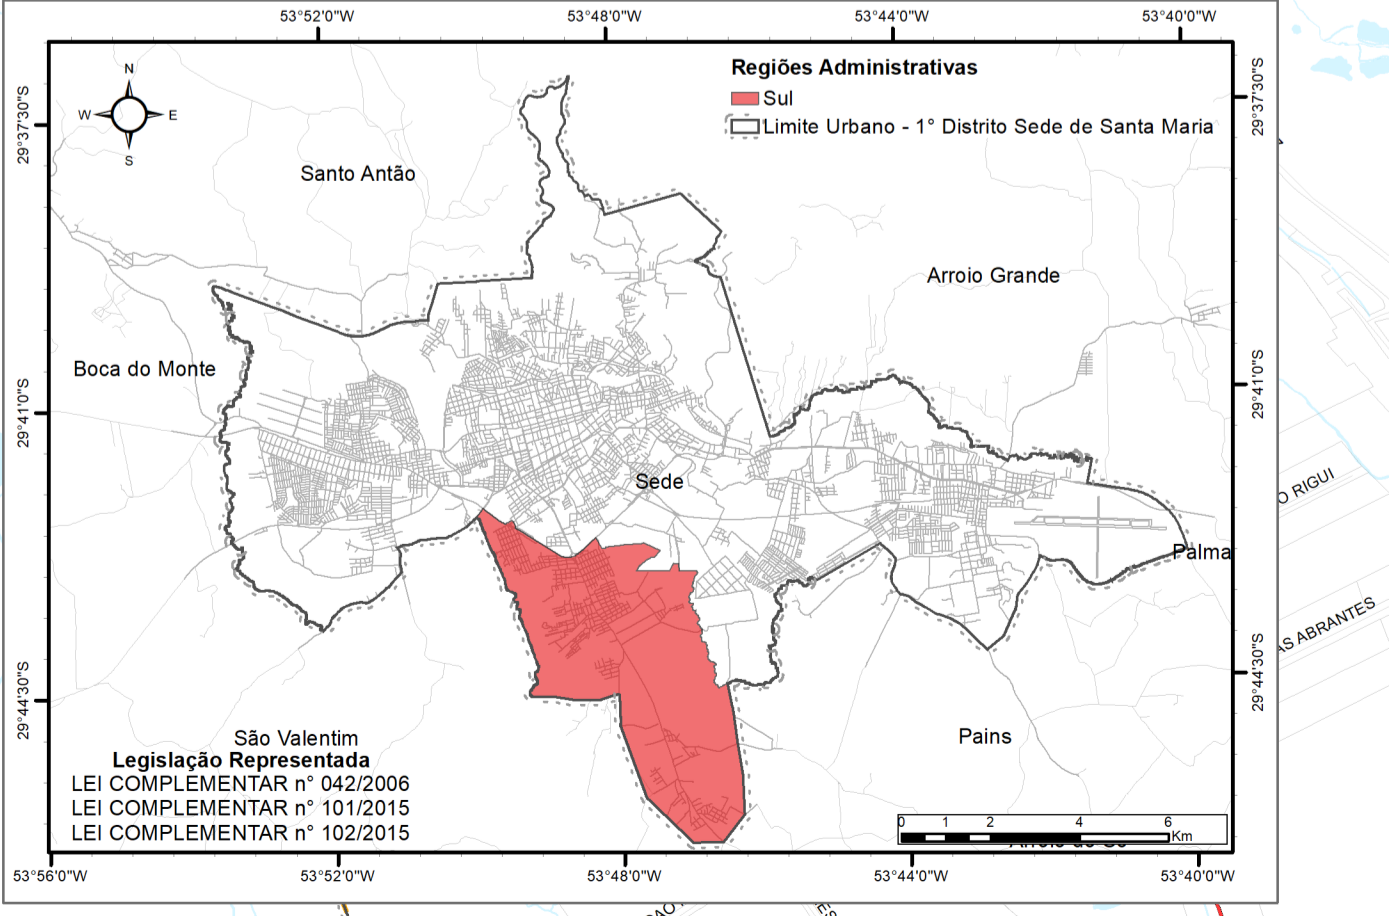 53°52'0"W
53°48'0"W
53°44'0"W
53°40'0"W
29°37'30"S
29°41'0"S
29°44'30"S
29°37'30"S
29°41'0"S
29°44'30"S
N
W
E
S
Regiões Administrativas
Sul
Limite Urbano - 1° Distrito Sede de Santa Maria
Santo Antão
Arroio Grande
Boca do Monte
Sede
O RIGUI
Palma
AS ABRANTES
Pains
São Valentim
Legislação Representada
LEI COMPLEMENTAR n° 042/2006
LEI COMPLEMENTAR n° 101/2015
LEI COMPLEMENTAR n° 102/2015
0 1 2 4 6
Km
53°56'0"W
53°52'0"W
53°48'0"W
53°44'0"W
53°40'0"W